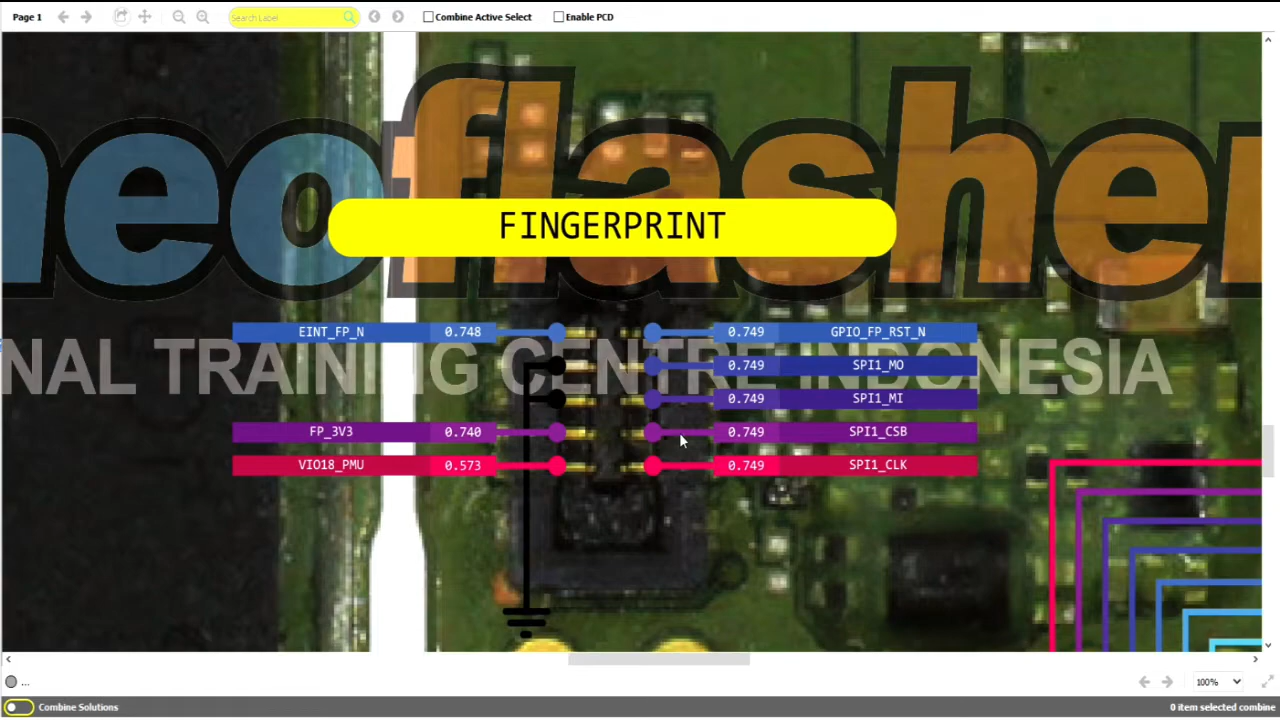 Page 1 Search Label Combine Active Select Enable PCD
neoflasher
FINGERPRINT
EINT_FP_N 0.748 0.749 GPIO_FP_RST_N
NAL TRAINING CENTRE INDONESIA
0.749 SPI1_MO
0.749 SPI1_MI
FP_3V3 0.740 0.749 SPI1_CSB
VIO18_PMU 0.573 0.749 SPI1_CLK
... 100%
Combine Solutions 0 item selected combine